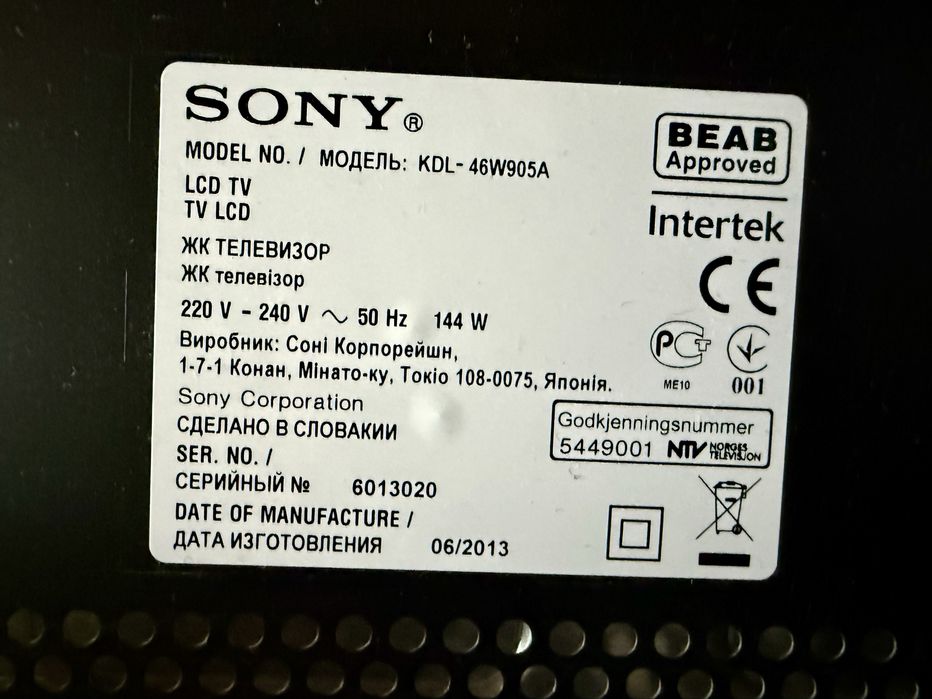 SONY®
BEAB
Approved
MODEL NO. / МОДЕЛЬ: KDL- 46W905A
LCD TV
TV LCD
Intertek
ЖК ТЕЛЕВИЗОР
ЖК телевізор
CE
220 V - 240 V ~ 50 Hz 144 W
Виробник: Соні Корпорейшн,
1-7-1 Конан, Мінато-ку, Токіо 108-0075, Японія.
РСТ
ME10
001
Sony Corporation
СДЕЛАНО В СЛОВАКИИ
Godkjenningsnummer
5449001 NTV NORGES TELEVISJON
SER. NO. /
СЕРИЙНЫЙ № 6013020
DATE OF MANUFACTURE /
ДАТА ИЗГОТОВЛЕНИЯ 06/2013